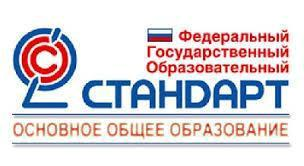 Федеральный
Государственный
Образовательный
СТАНДАРТ
ОСНОВНОЕ ОБЩЕЕ ОБРАЗОВАНИЕ